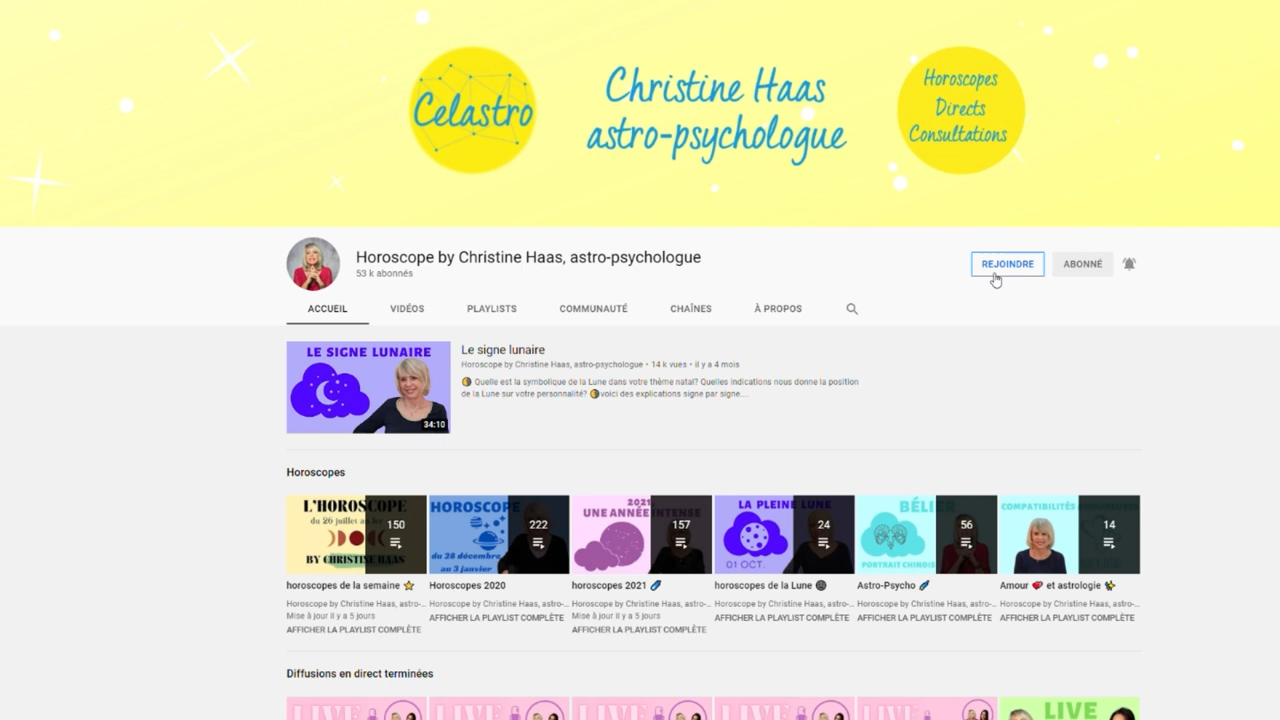 Celastro
Christine Haas
astro-psychologue
Horoscopes
Directs
Consultations
Horoscope by Christine Haas, astro-psychologue
53 k abonnés
REJOINDRE
ABONNÉ
ACCUEIL
VIDÉOS
PLAYLISTS
COMMUNAUTÉ
CHAÎNES
À PROPOS
LE SIGNE LUNAIRE
34:10
Le signe lunaire
Horoscope by Christine Haas, astro-psychologue • 14 k vues • il y a 4 mois
🌗 Quelle est la symbolique de la Lune dans votre thème natal? Quelles indications nous donne la position
de la Lune sur votre personnalité? 🌗voici des explications signe par signe....
Horoscopes
L'HOROSCOPE
du 26 juillet au 1er
BY CHRISTINE HAAS
150
HOROSCOPE
du 28 décembre
au 3 janvier
222
2021
UNE ANNÉE INTENSE
157
LA PLEINE LUNE
01 OCT.
24
BÉLIER
PORTRAIT CHINOIS
56
COMPATIBILITÉS
14
horoscopes de la semaine ⭐
Horoscope by Christine Haas, astro-...
Mise à jour il y a 5 jours
AFFICHER LA PLAYLIST COMPLÈTE
Horoscopes 2020
Horoscope by Christine Haas, astro-...
AFFICHER LA PLAYLIST COMPLÈTE
horoscopes 2021
Horoscope by Christine Haas, astro-...
Mise à jour il y a 5 jours
AFFICHER LA PLAYLIST COMPLÈTE
horoscopes de la Lune
Horoscope by Christine Haas, astro-...
AFFICHER LA PLAYLIST COMPLÈTE
Astro-Psycho
Horoscope by Christine Haas, astro-...
AFFICHER LA PLAYLIST COMPLÈTE
Amour et astrologie
Horoscope by Christine Haas, astro-...
AFFICHER LA PLAYLIST COMPLÈTE
Diffusions en direct terminées
LIVE
LIVE
LIVE
LIVE
LIVE
LIVE